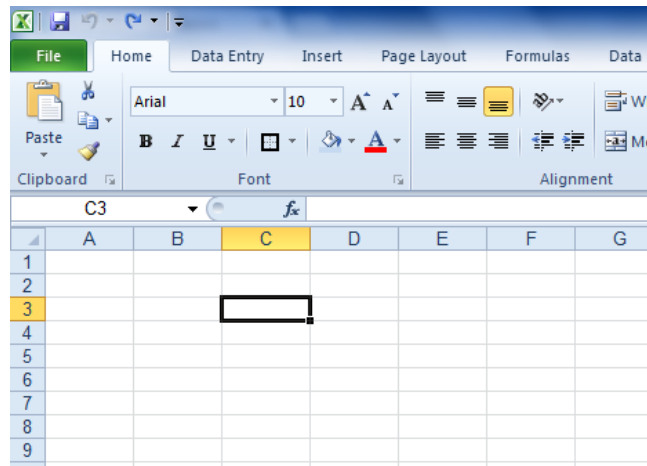 File Home Data Entry Insert Page Layout Formulas Data
Arial 10 A A W
Paste B I U A M
Clipboard Font Alignment
C3 fx
A B C D E F G
1
2
3
4
5
6
7
8
9